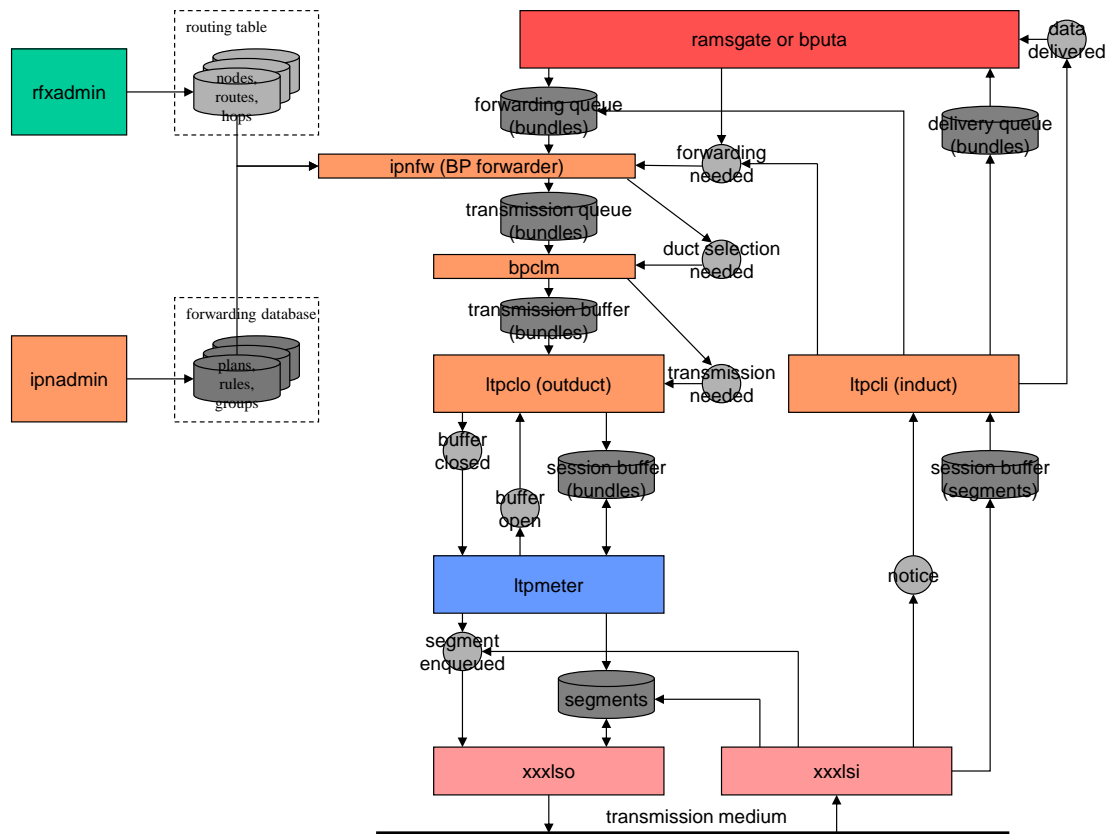 routing table
nodes,
routes,
hops
rfxadmin
ramsgate or bputa
data
delivered
forwarding queue
(bundles)
delivery queue
(bundles)
forwarding
needed
ipnfw (BP forwarder)
transmission queue
(bundles)
duct selection
needed
bpclm
transmission buffer
(bundles)
forwarding database
plans,
rules,
groups
ipnadmin
ltpclo (outduct)
transmission
needed
ltpcli (induct)
buffer
closed
session buffer
(bundles)
session buffer
(segments)
buffer
open
ltpmeter
notice
segment
enqueued
segments
xxxlso
xxxlsi
transmission medium